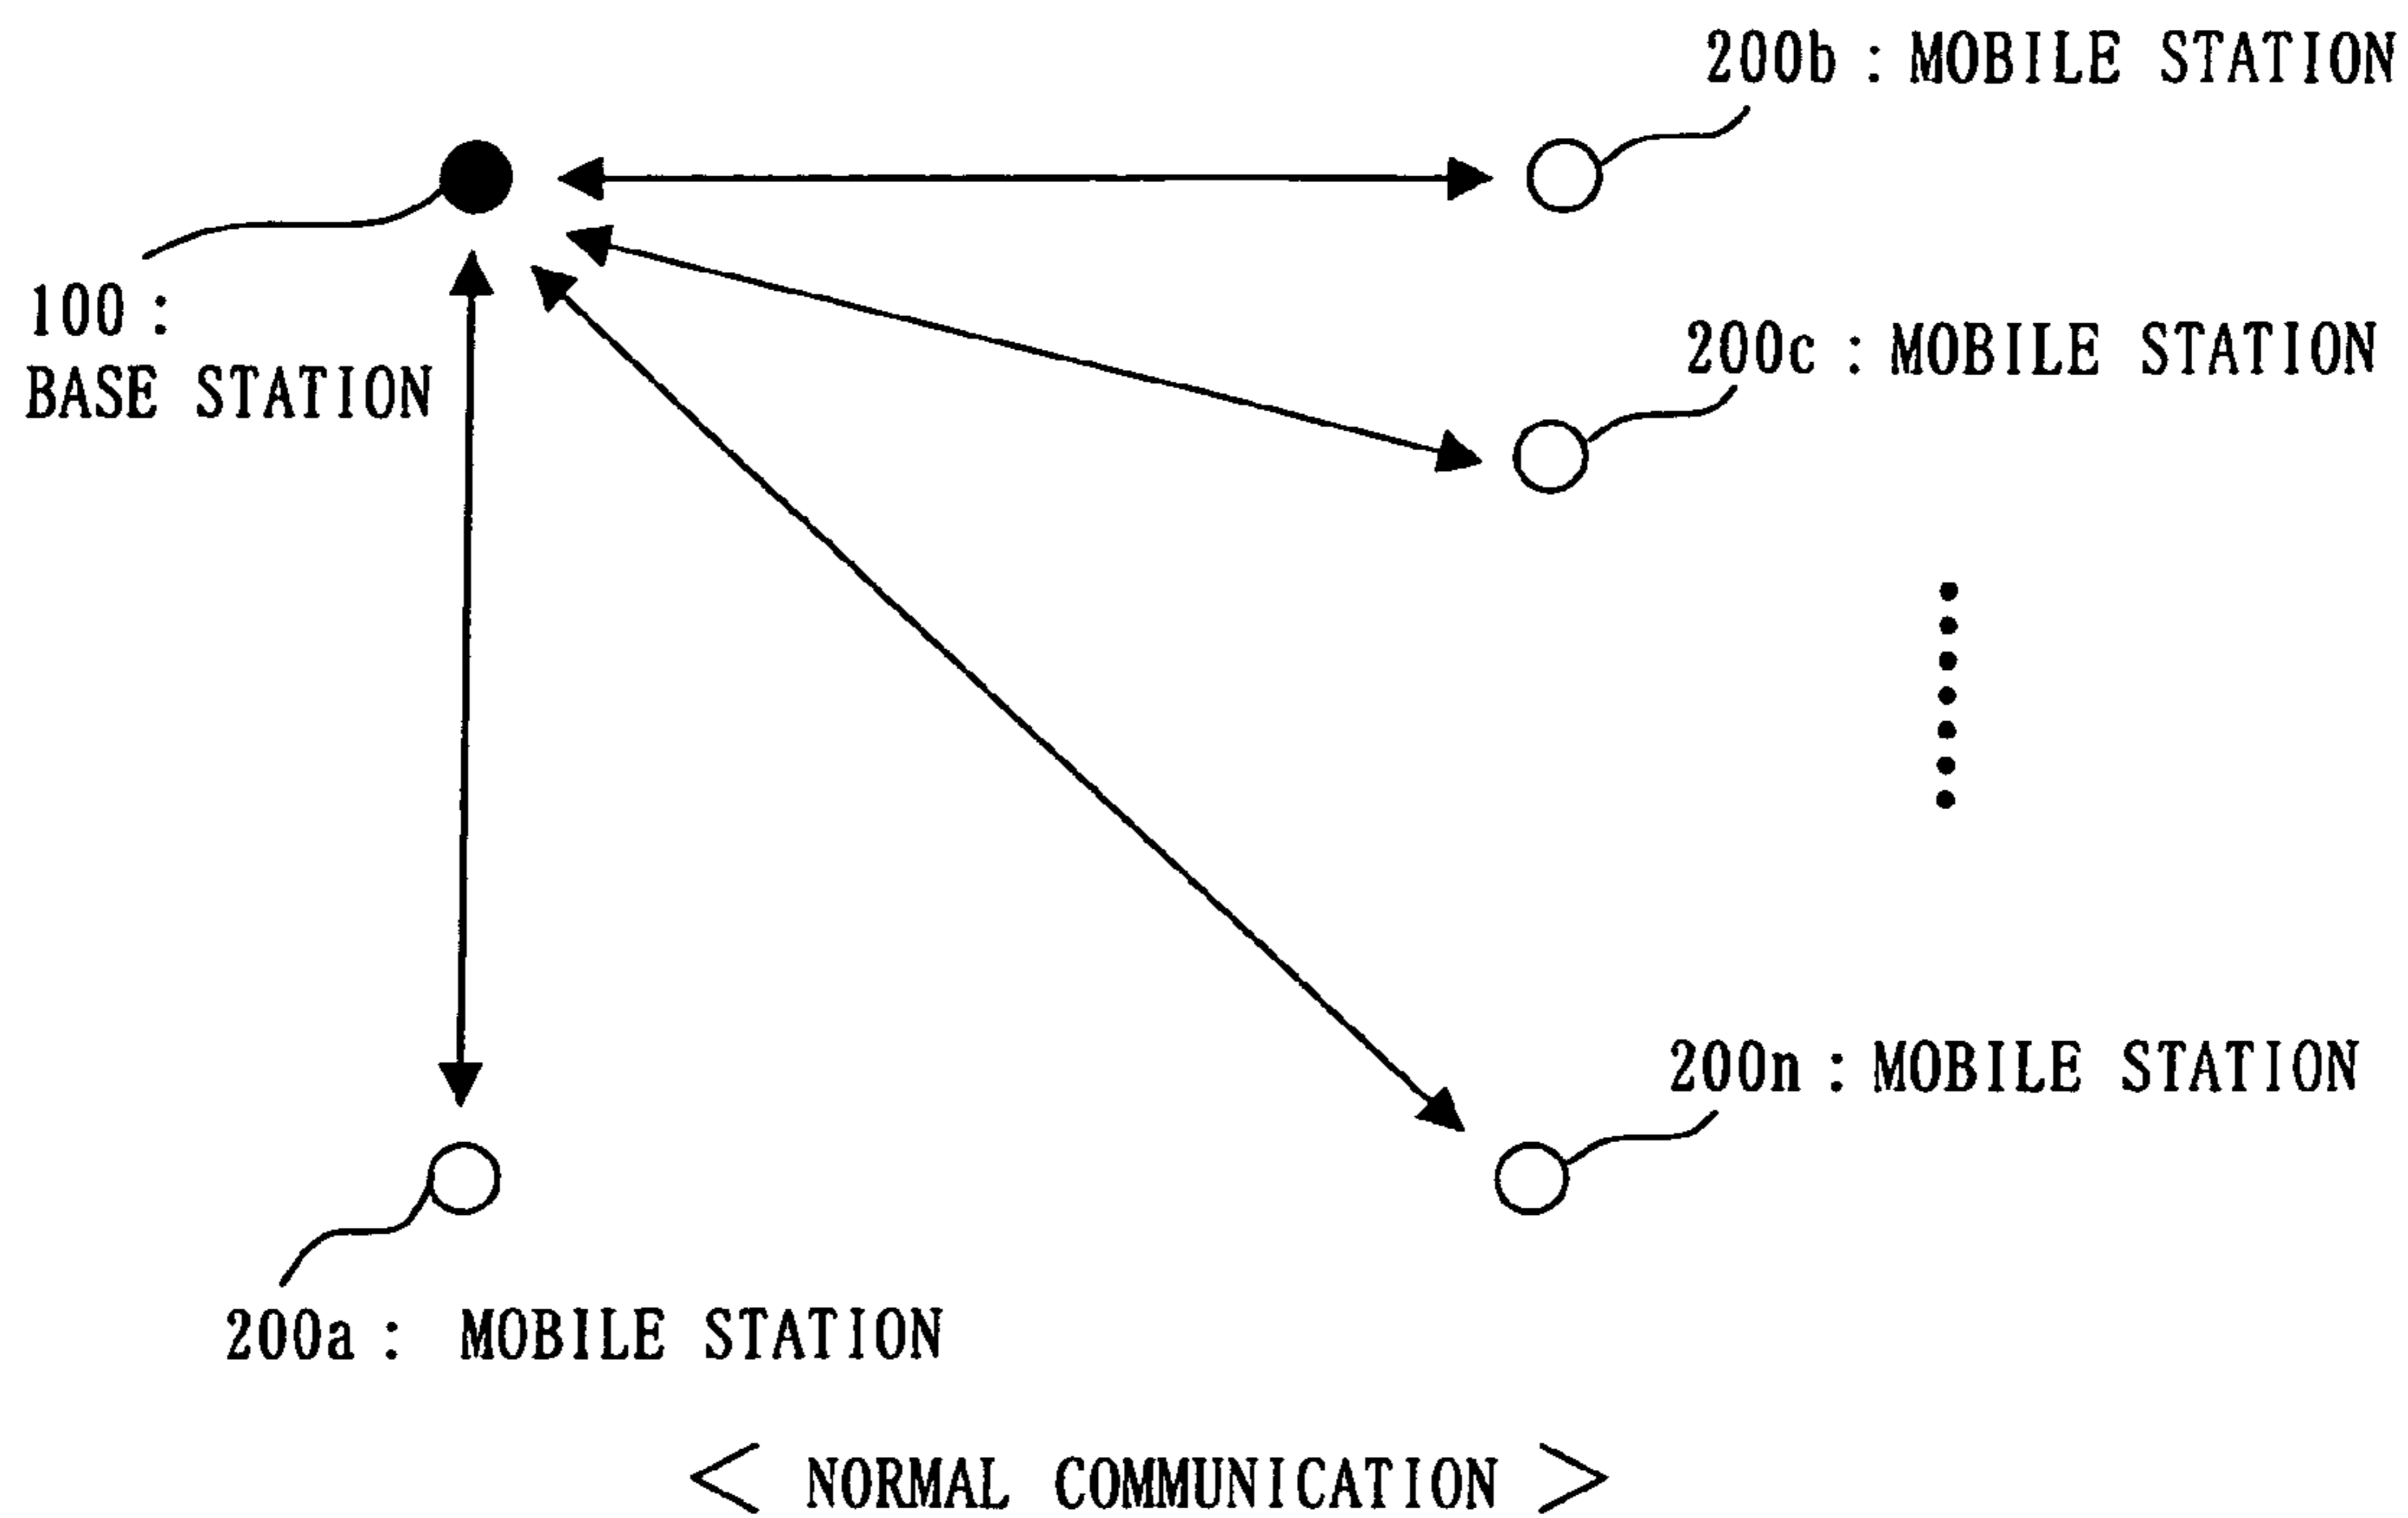 200b : MOBILE STATION
100 :
BASE STATION
200c : MOBILE STATION
200n : MOBILE STATION
200a : MOBILE STATION
< NORMAL COMMUNICATION >